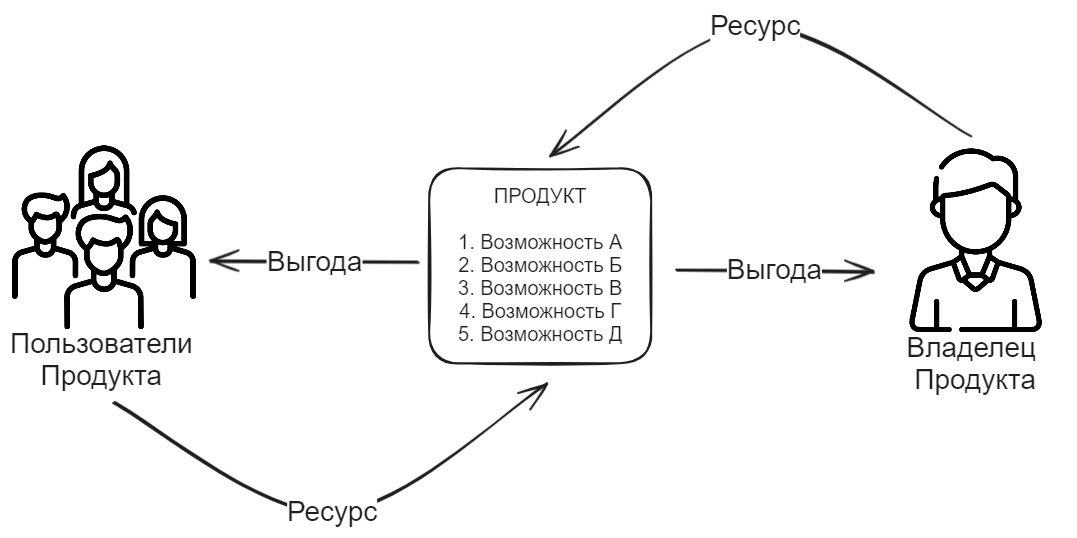 Ресурс
ПРОДУКТ
1. Возможность А
2. Возможность Б
3. Возможность В
4. Возможность Г
5. Возможность Д
Выгода
Выгода
Пользователи
Продукта
Владелец
Продукта
Ресурс